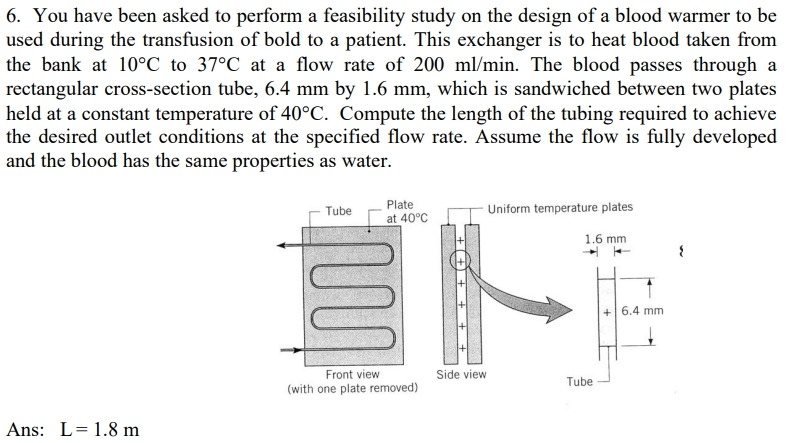 6. You have been asked to perform a feasibility study on the design of a blood warmer to be
used during the transfusion of bold to a patient. This exchanger is to heat blood taken from
the bank at 10°C to 37°C at a flow rate of 200 ml/min. The blood passes through a
rectangular cross-section tube, 6.4 mm by 1.6 mm, which is sandwiched between two plates
held at a constant temperature of 40°C. Compute the length of the tubing required to achieve
the desired outlet conditions at the specified flow rate. Assume the flow is fully developed
and the blood has the same properties as water.
Tube
Plate
at 40°C
Uniform temperature plates
1.6 mm
6.4 mm
Front view
(with one plate removed)
Side view
Tube
Ans: L= 1.8 m